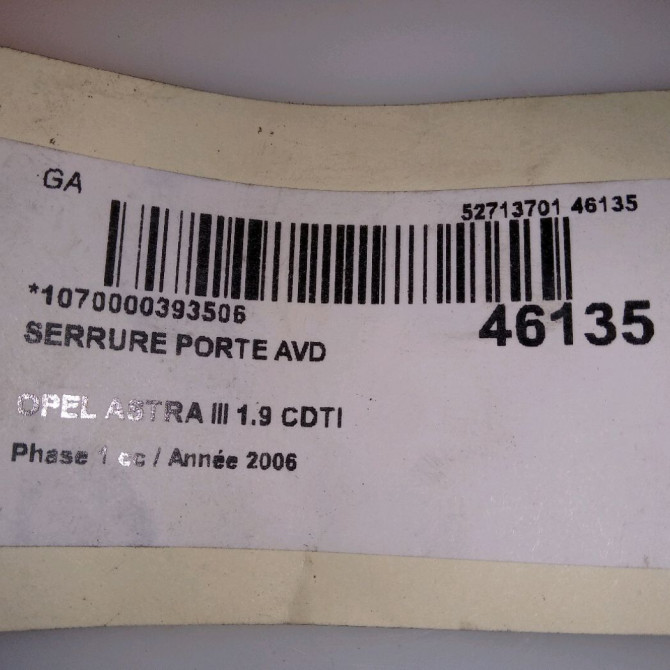 GA
52713701 46135
*1070000393506
46135
SERRURE PORTE AVD
OPEL ASTRA III 1.9 CDTI
Phase 1 cc / Année 2006